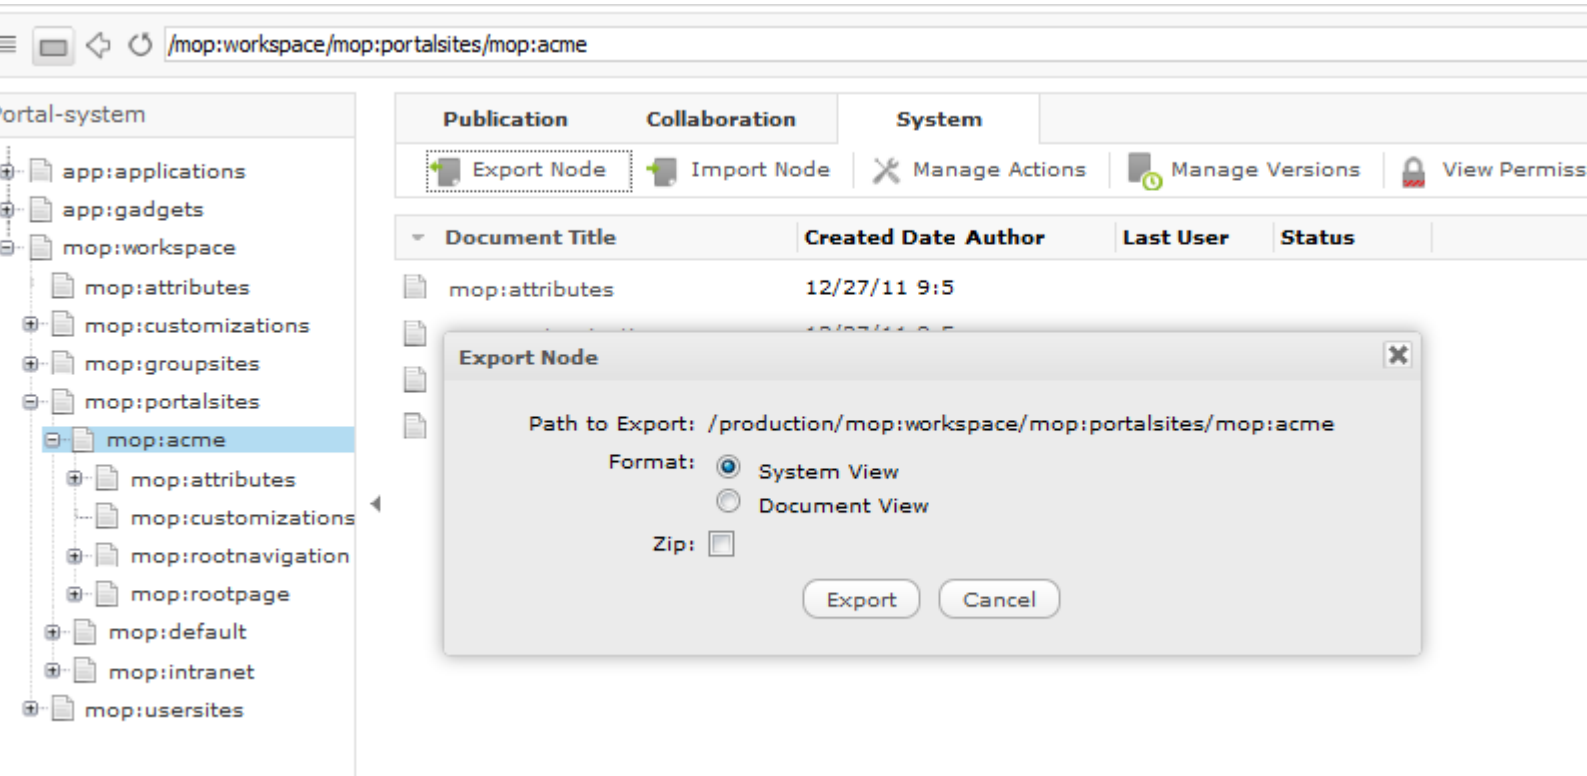 /mop:workspace/mop:portalsites/mop:acme
Portal-system
app:applications
app:gadgets
mop:workspace
mop:attributes
mop:customizations
mop:groupsites
mop:portalsites
mop:acme
mop:attributes
mop:customizations
mop:rootnavigation
mop:rootpage
mop:default
mop:intranet
mop:usersites
Publication Collaboration System
Export Node Import Node Manage Actions Manage Versions View Permiss
Document Title Created Date Author Last User Status
mop:attributes 12/27/11 9:5
Export Node
Path to Export: /production/mop:workspace/mop:portalsites/mop:acme
Format: System View
Document View
Zip:
Export Cancel